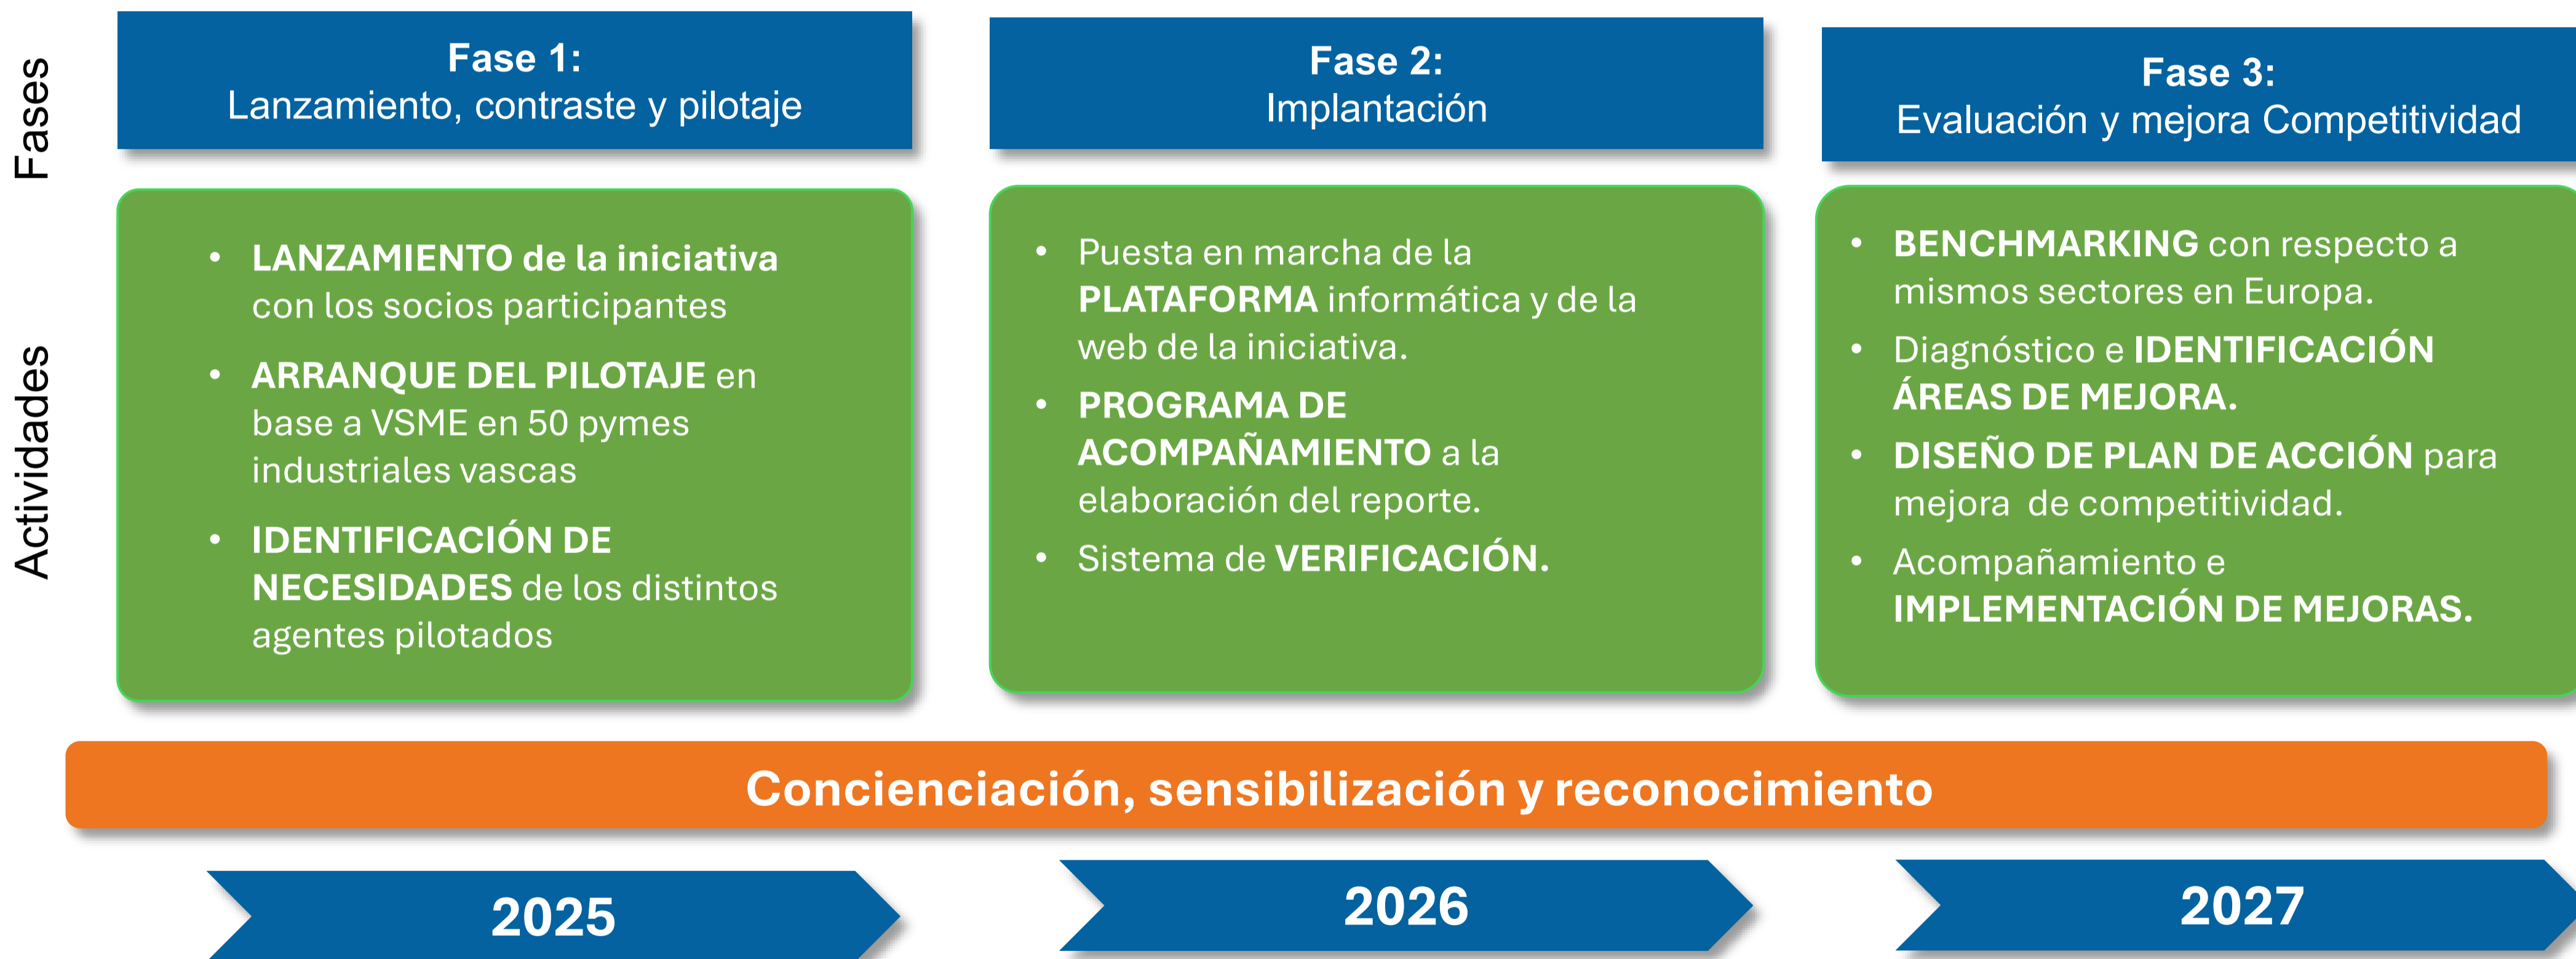 Fases
Fase 1:
Lanzamiento, contraste y pilotaje
Fase 2:
Implantación
Fase 3:
Evaluación y mejora Competitividad
Actividades
• LANZAMIENTO de la iniciativa
con los socios participantes
• ARRANQUE DEL PILOTAJE en
base a VSME en 50 pymes
industriales vascas
• IDENTIFICACIÓN DE
NECESIDADES de los distintos
agentes pilotados
• Puesta en marcha de la
PLATAFORMA informática y de la
web de la iniciativa.
• PROGRAMA DE
ACOMPAÑAMIENTO a la
elaboración del reporte.
• Sistema de VERIFICACIÓN.
• BENCHMARKING con respecto a
mismos sectores en Europa.
• Diagnóstico e IDENTIFICACIÓN
ÁREAS DE MEJORA.
• DISEÑO DE PLAN DE ACCIÓN para
mejora  de competitividad.
• Acompañamiento e
IMPLEMENTACIÓN DE MEJORAS.
Concienciación, sensibilización y reconocimiento
2025
2026
2027